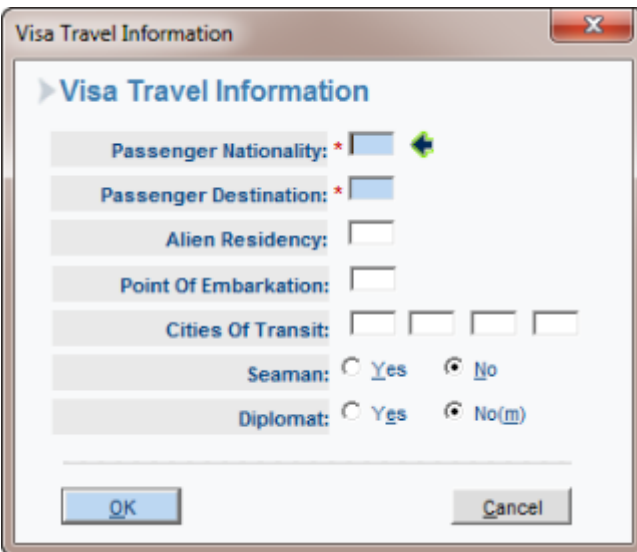 Visa Travel Information
Visa Travel Information
Passenger Nationality: *
Passenger Destination: *
Alien Residency:
Point Of Embarkation:
Cities Of Transit:
Seaman: Yes No
Diplomat: Yes No(m)
OK Cancel